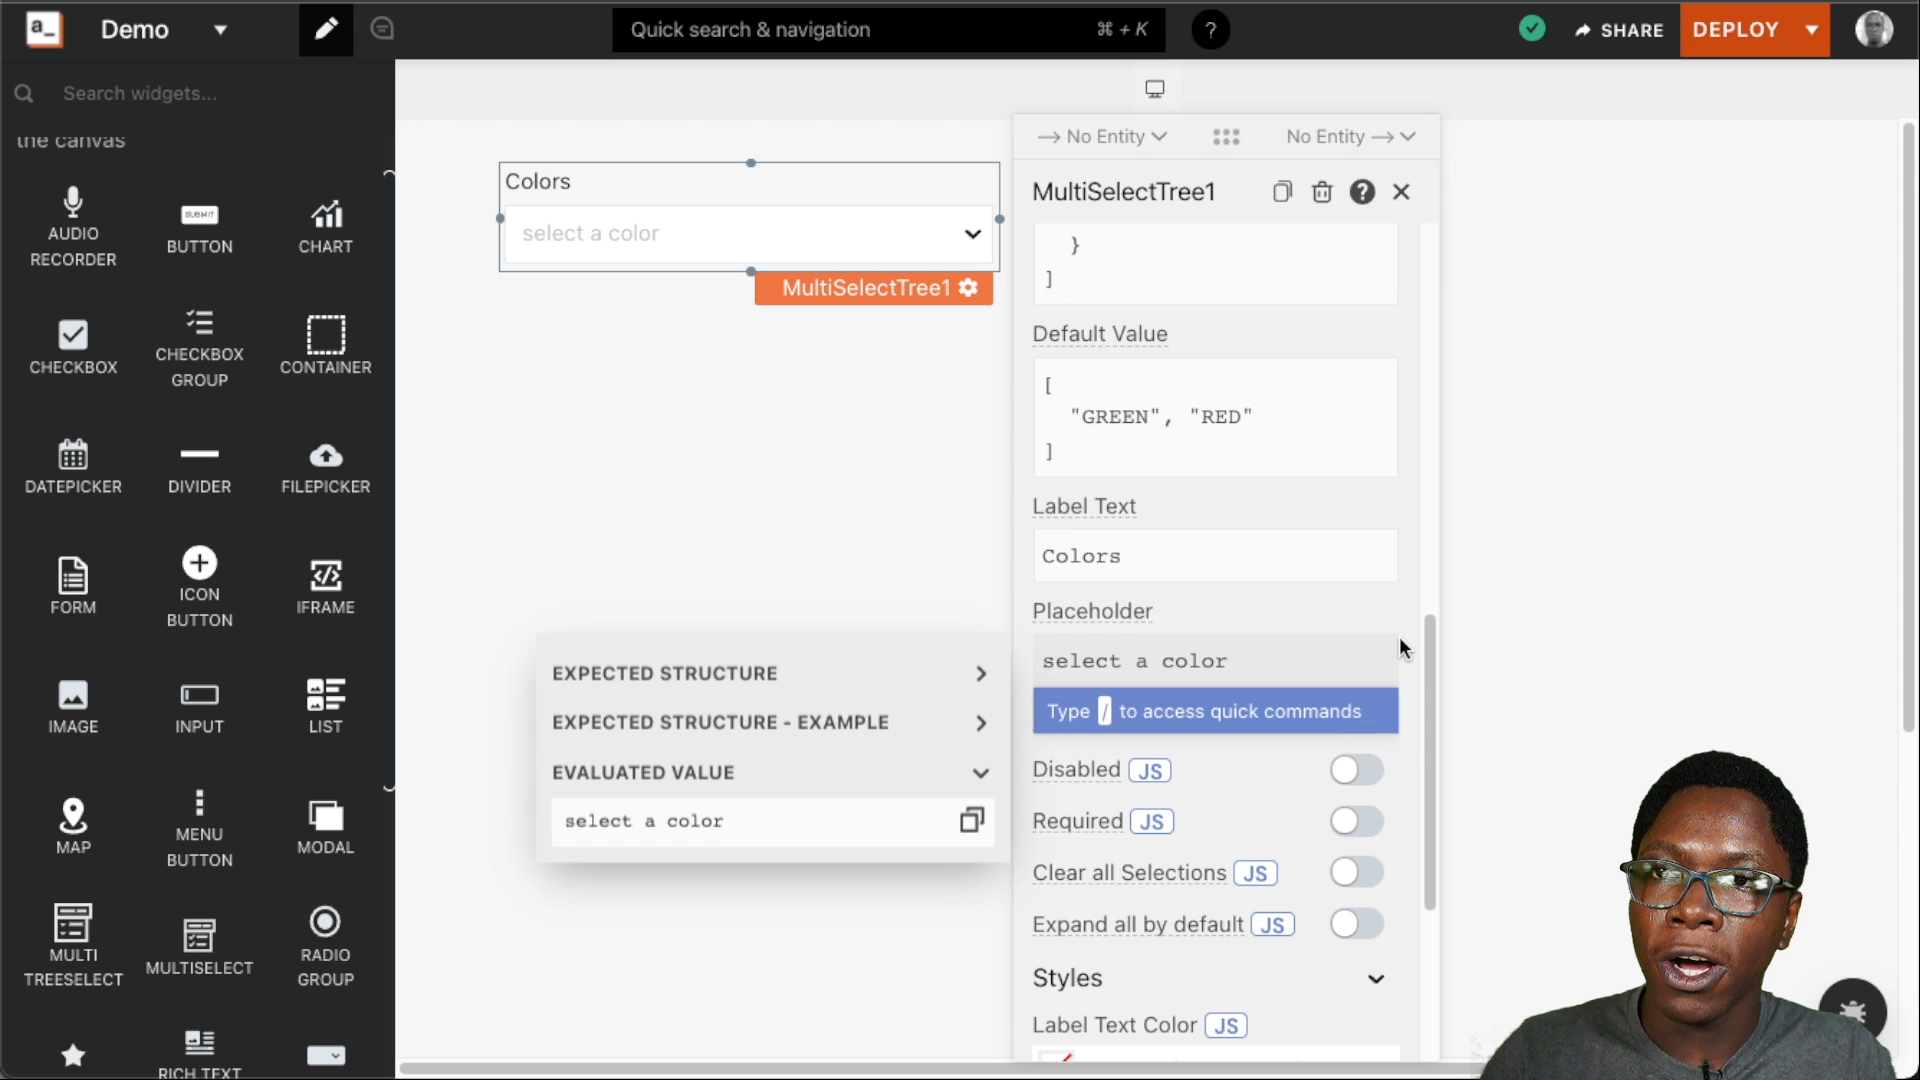 a_
Demo
Quick search & navigation
⌘ + K
?
SHARE
DEPLOY
Search widgets...
the canvas
AUDIO
RECORDER
BUTTON
CHART
CHECKBOX
CHECKBOX
GROUP
CONTAINER
DATEPICKER
DIVIDER
FILEPICKER
FORM
ICON
BUTTON
IFRAME
IMAGE
INPUT
LIST
MAP
MENU
BUTTON
MODAL
MULTI
TREESELECT
MULTISELECT
RADIO
GROUP
RICH TEXT
Colors
select a color
MultiSelectTree1
EXPECTED STRUCTURE
EXPECTED STRUCTURE - EXAMPLE
EVALUATED VALUE
select a color
No Entity
No Entity
MultiSelectTree1
?
}
]
Default Value
[
"GREEN", "RED"
]
Label Text
Colors
Placeholder
select a color
Type / to access quick commands
Disabled JS
Required JS
Clear all Selections JS
Expand all by default JS
Styles
Label Text Color JS